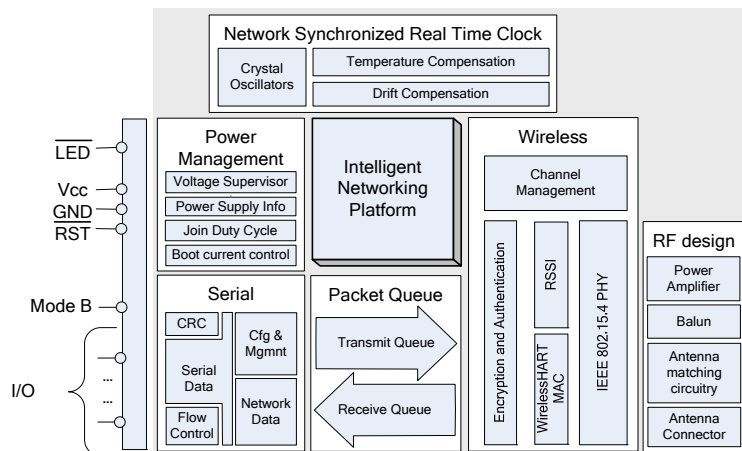 Network Synchronized Real Time Clock
Crystal
Oscillators
Temperature Compensation
Drift Compensation
LED
Vcc
GND
RST
Mode B
I/O
...
...
Power
Management
Voltage Supervisor
Power Supply Info
Join Duty Cycle
Boot current control
Intelligent
Networking
Platform
Wireless
Channel
Management
Encryption and Authentication
RSSI
WirelessHART
MAC
IEEE 802.15.4 PHY
RF design
Power
Amplifier
Balun
Antenna
matching
circuitry
Antenna
Connector
Serial
CRC
Serial
Data
Flow
Control
Cfg &
Mgmnt
Network
Data
Packet Queue
Transmit Queue
Receive Queue